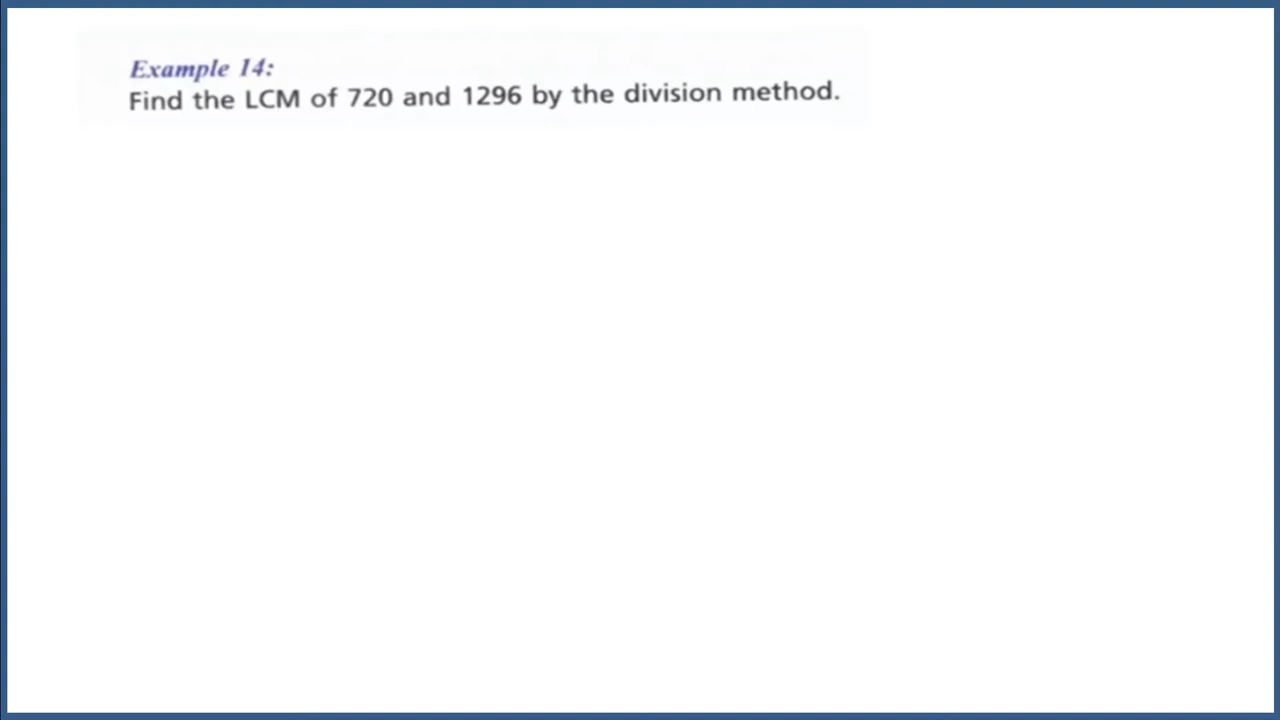 Example 14:
Find the LCM of 720 and 1296 by the division method.